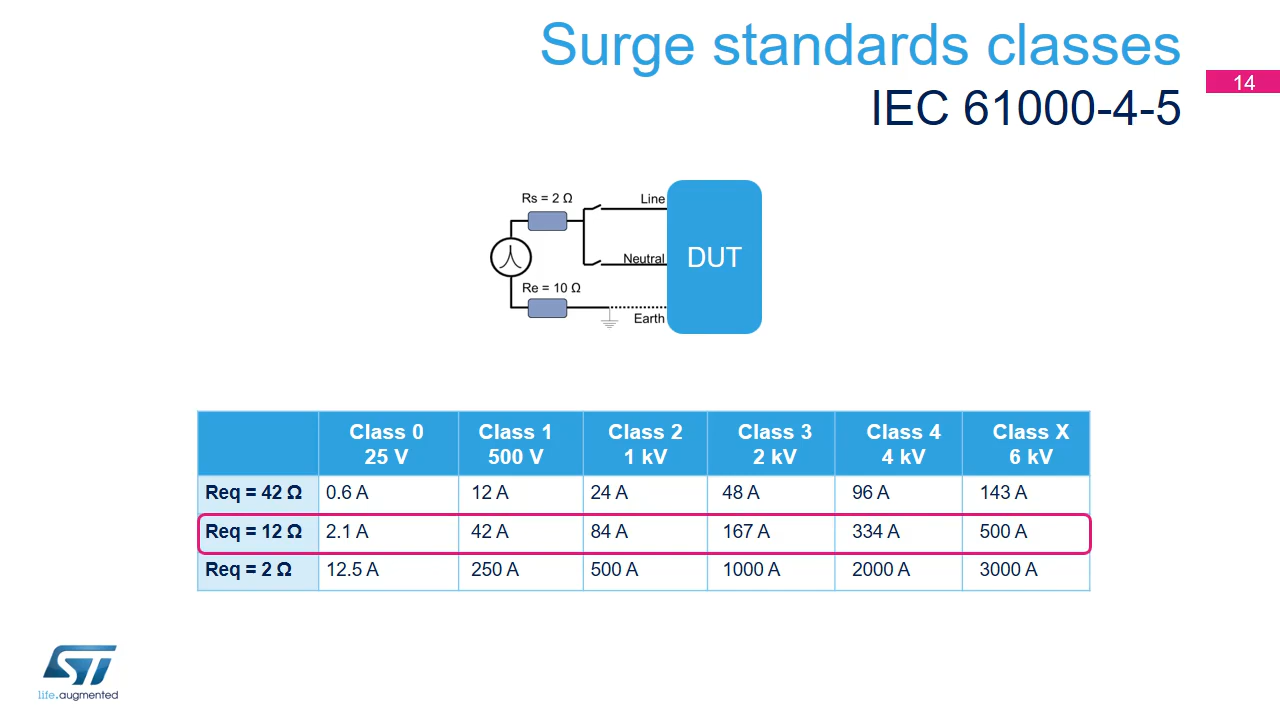 Surge standards classes
14
IEC 61000-4-5
Rs = 2 Ω
Line
Neutral
DUT
Re = 10 Ω
Earth
Class 0 Class 1 Class 2 Class 3 Class 4 Class X
25 V 500 V 1 kV 2 kV 4 kV 6 kV
Req = 42 Ω 0.6 A 12 A 24 A 48 A 96 A 143 A
Req = 12 Ω 2.1 A 42 A 84 A 167 A 334 A 500 A
Req = 2 Ω 12.5 A 250 A 500 A 1000 A 2000 A 3000 A
ST
life.augmented